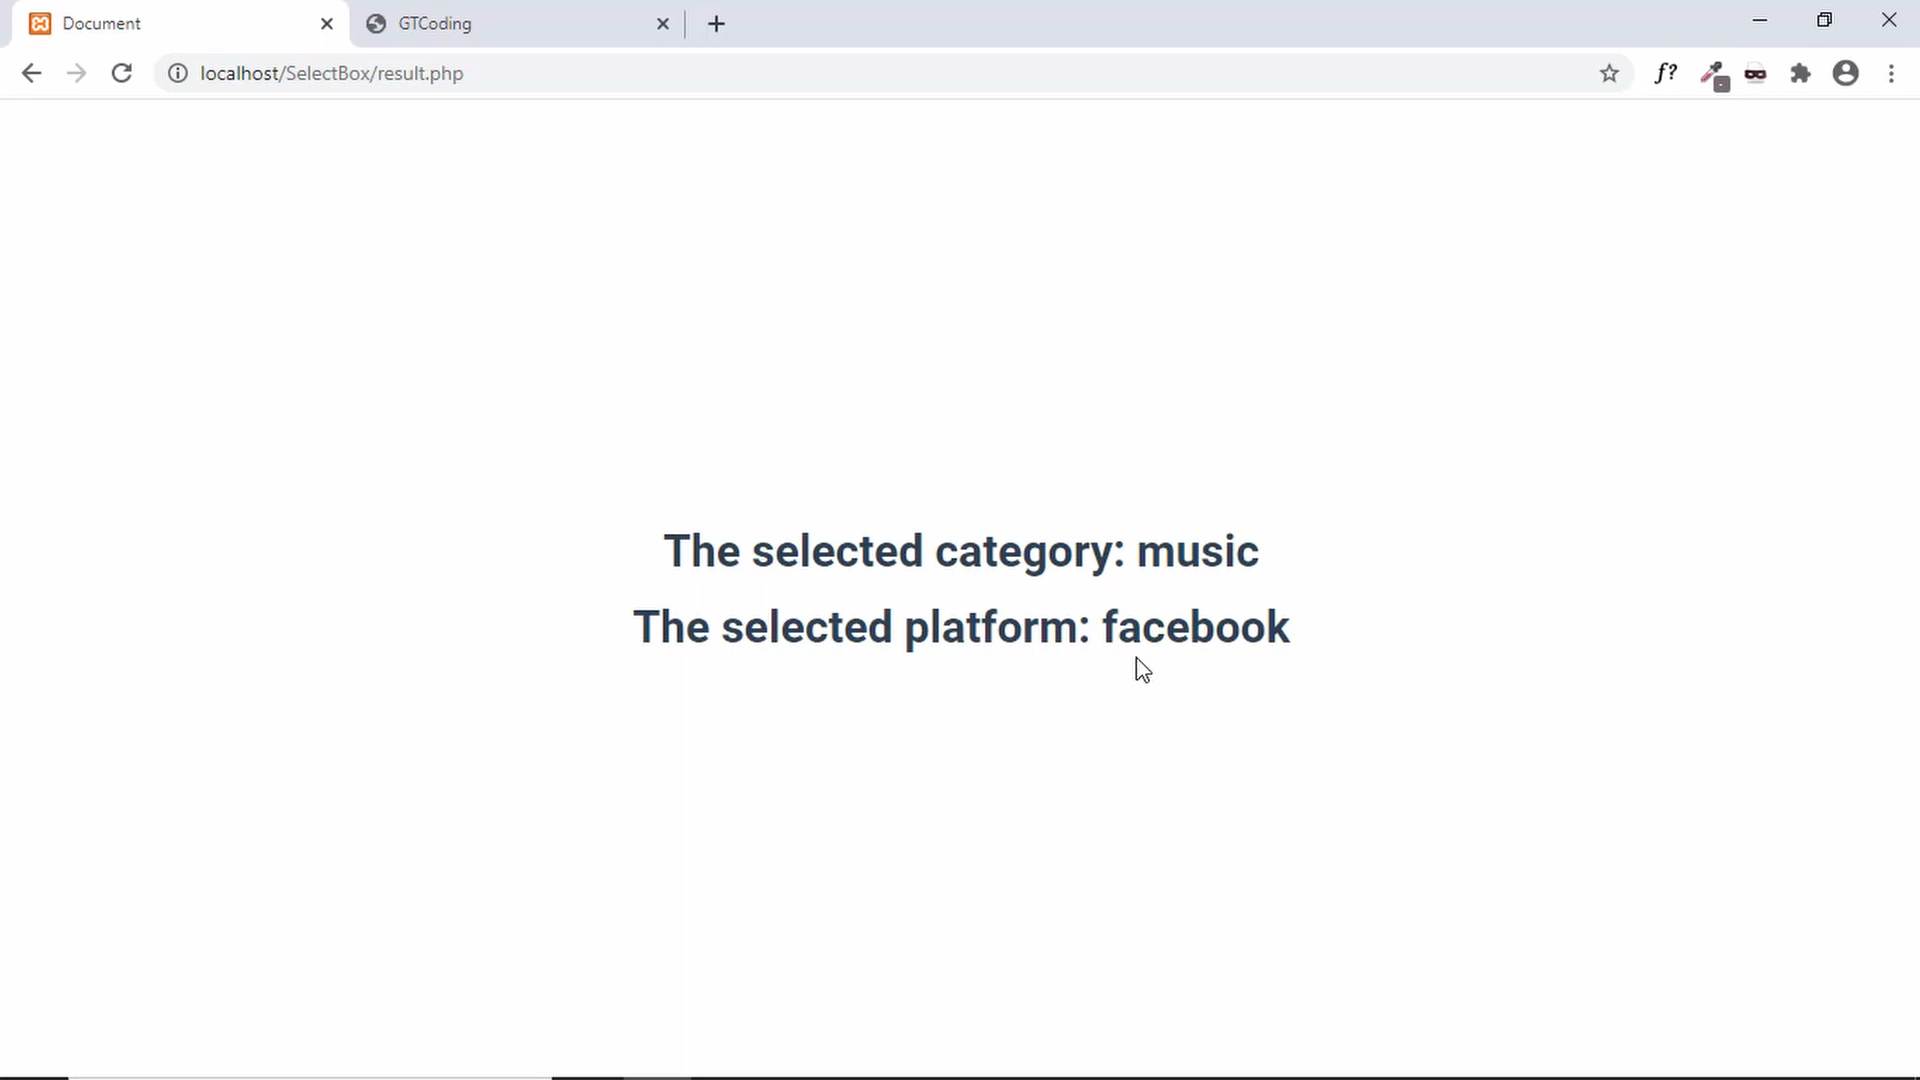 Document
GTCoding
localhost/SelectBox/result.php
f?
The selected category: music
The selected platform: facebook